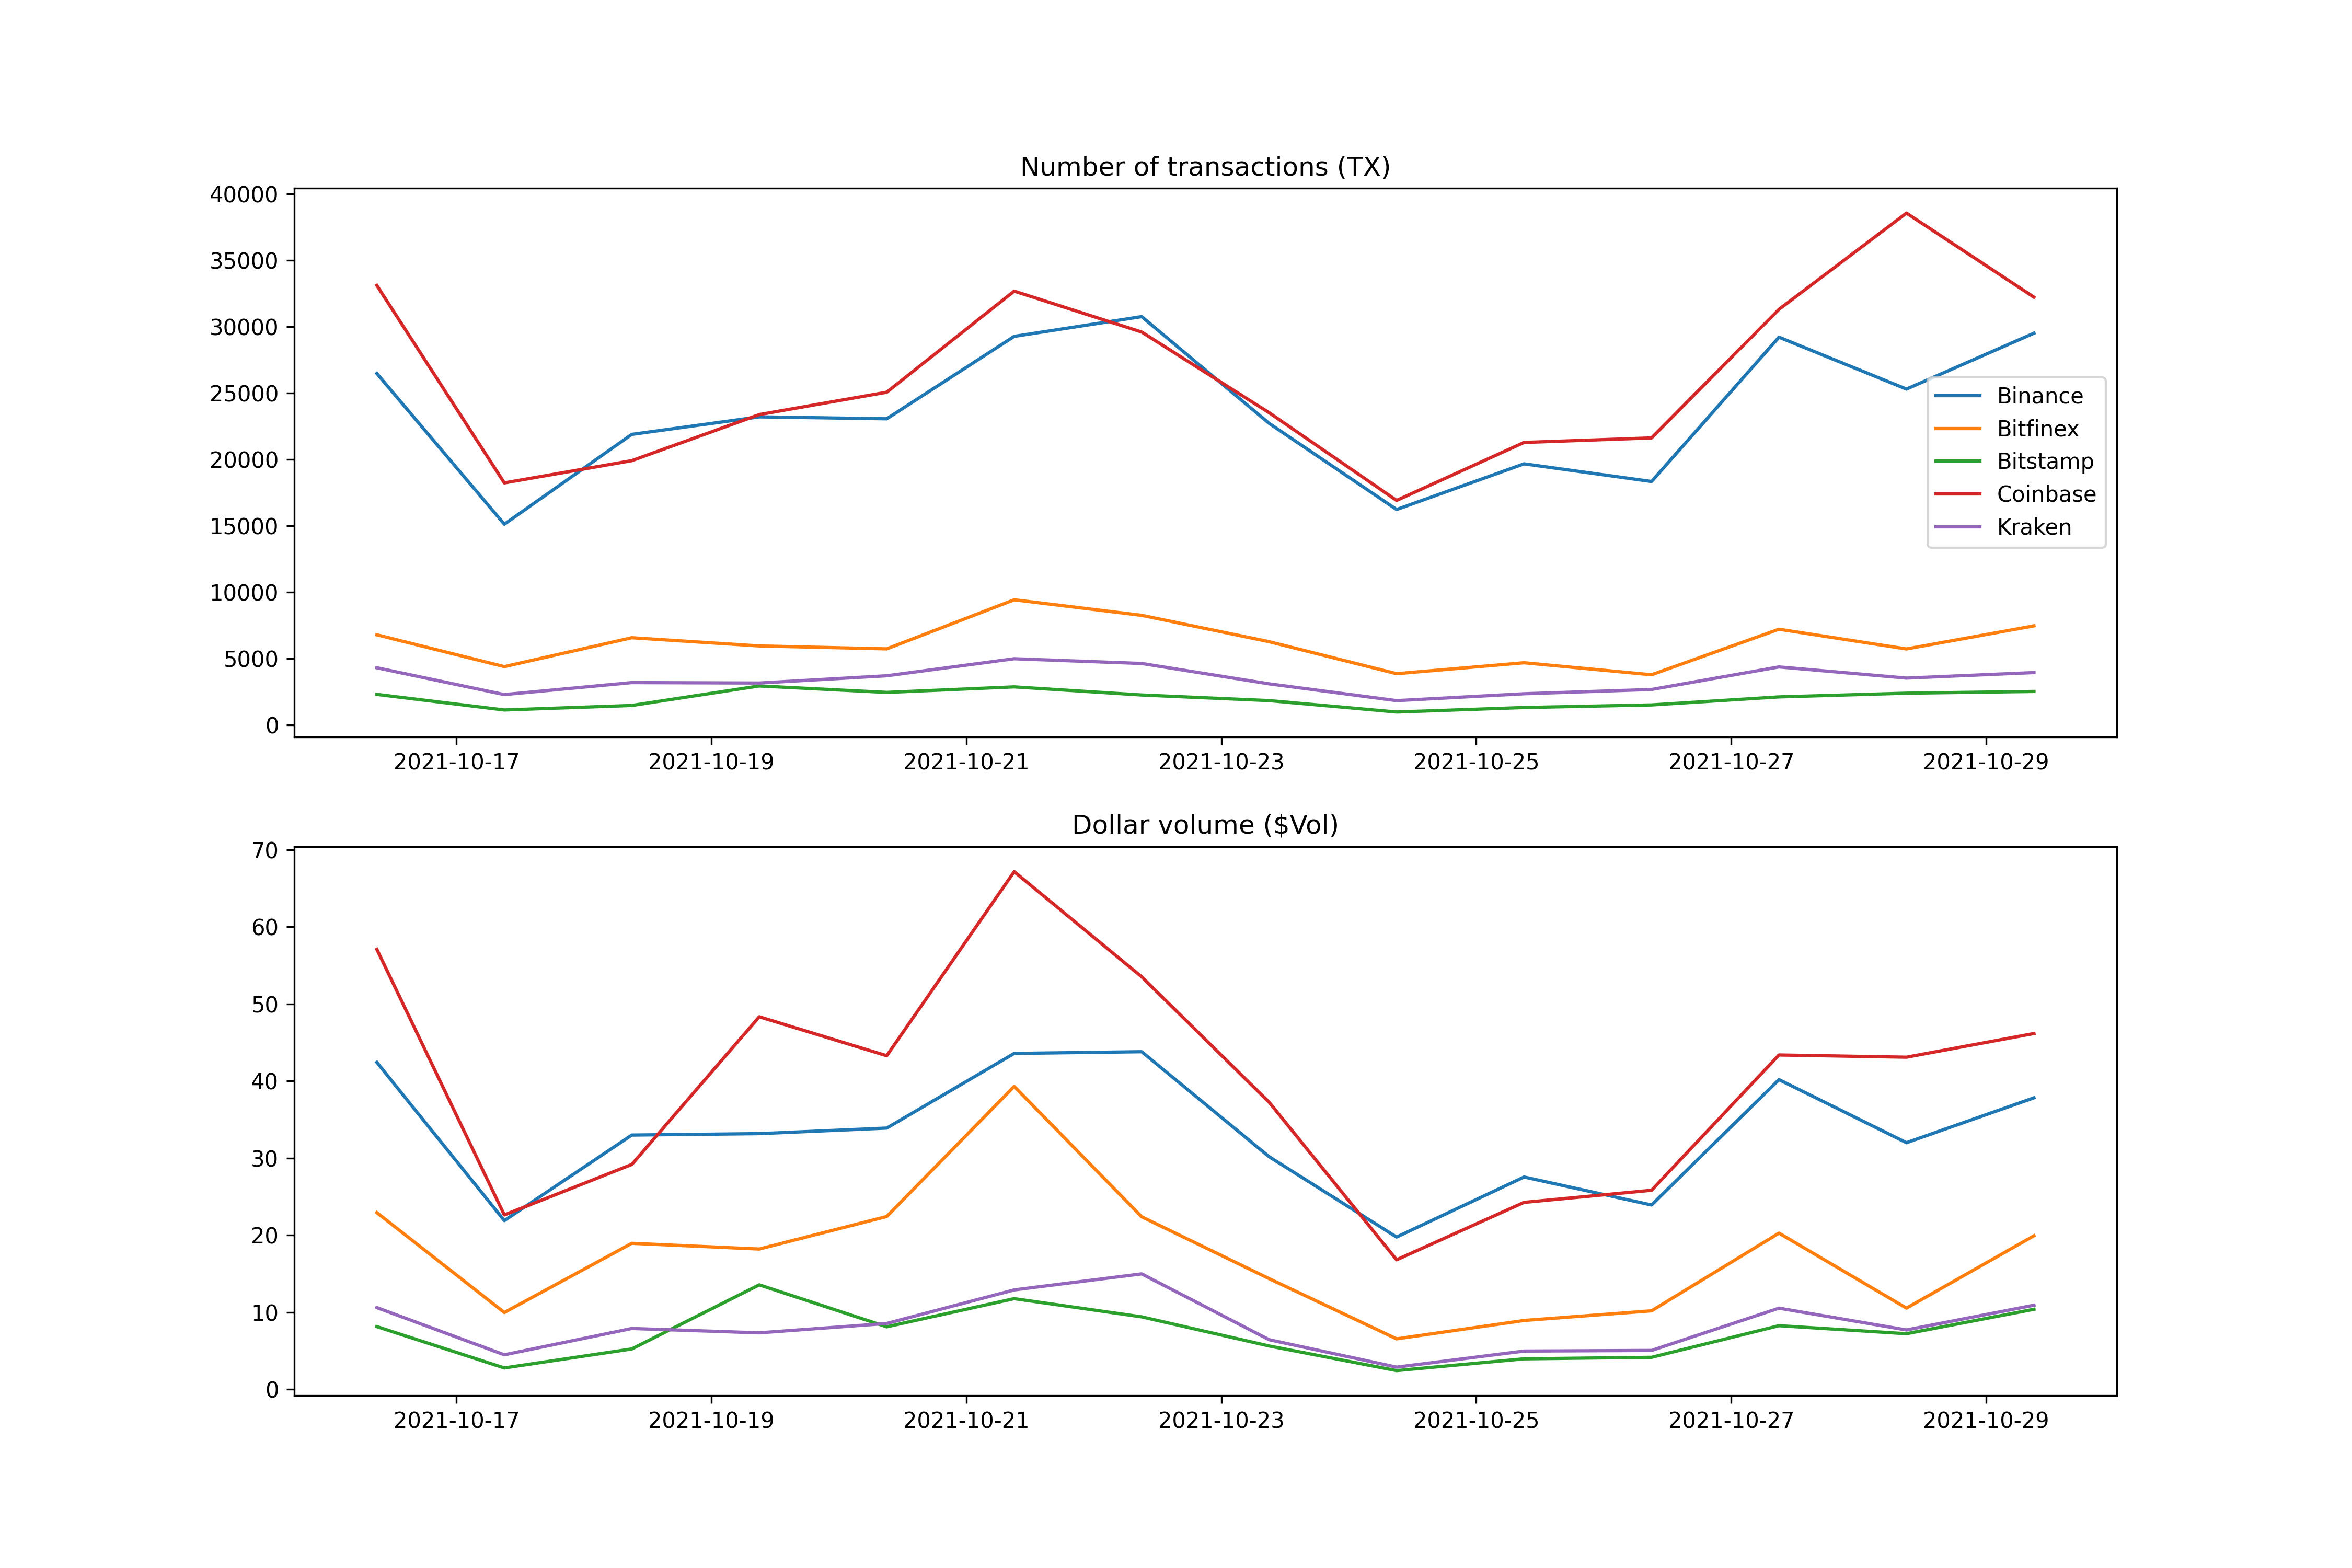 Number of transactions (TX)
40000
35000
30000
25000
20000
15000
10000
5000
0
Binance
Bitfinex
Bitstamp
Coinbase
Kraken
2021-10-17 2021-10-19 2021-10-21 2021-10-23 2021-10-25 2021-10-27 2021-10-29
Dollar volume ($Vol)
70
60
50
40
30
20
10
0
2021-10-17 2021-10-19 2021-10-21 2021-10-23 2021-10-25 2021-10-27 2021-10-29